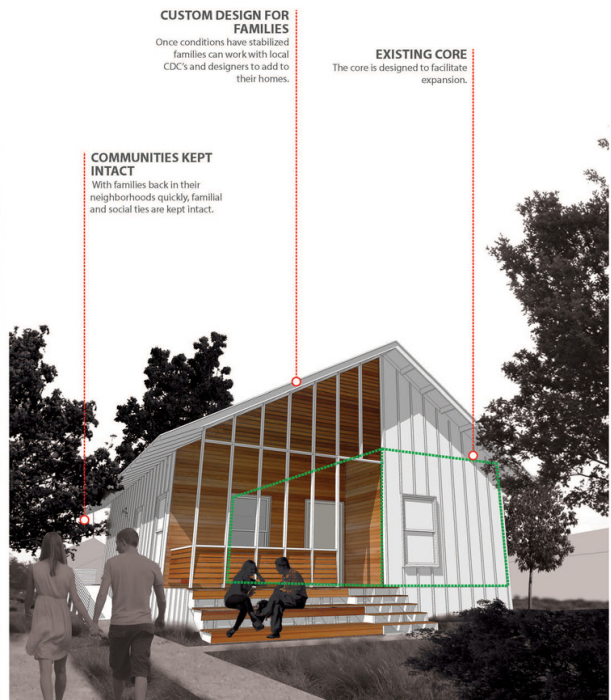 CUSTOM DESIGN FOR
FAMILIES
Once conditions have stabilized
families can work with local
CDC's and designers to add to
their homes.
EXISTING CORE
The core is designed to facilitate
expansion.
COMMUNITIES KEPT
INTACT
With families back in their
neighborhoods quickly, familial
and social ties are kept intact.